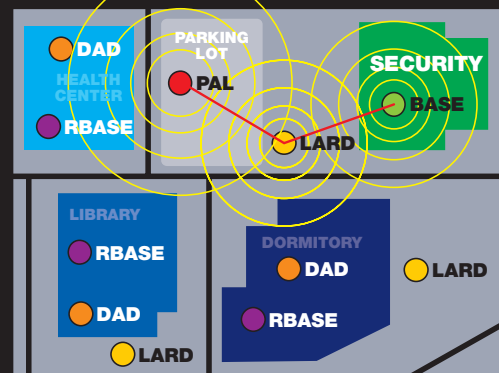 DAD
HEALTH
CENTER
RBASE
PARKING
LOT
PAL
LARD
SECURITY
BASE
LIBRARY
RBASE
DAD
LARD
DORMITORY
DAD
RBASE
LARD